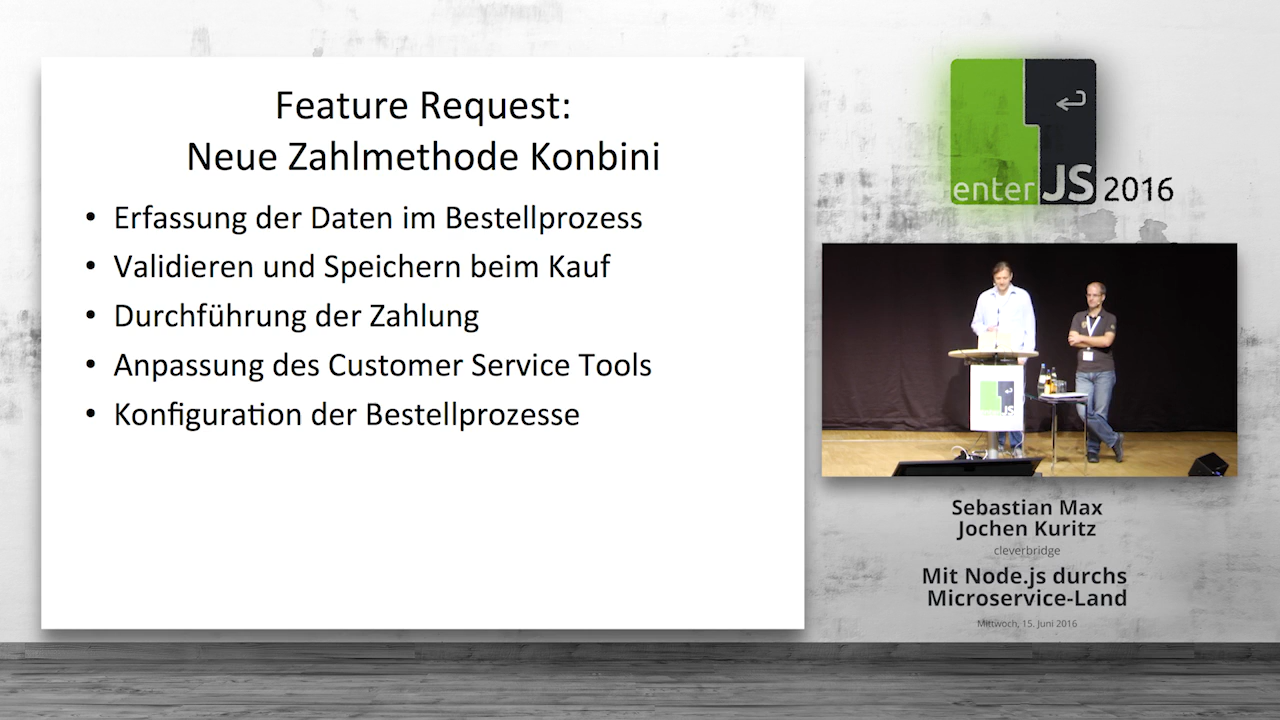 Feature Request:
Neue Zahlmethode Konbini
• Erfassung der Daten im Bestellprozess
• Validieren und Speichern beim Kauf
• Durchführung der Zahlung
• Anpassung des Customer Service Tools
• Konfiguration der Bestellprozesse
enter JS 2016
JS
Sebastian Max
Jochen Kuritz
cleverbridge
Mit Node.js durchs
Microservice-Land
Mittwoch, 15. Juni 2016